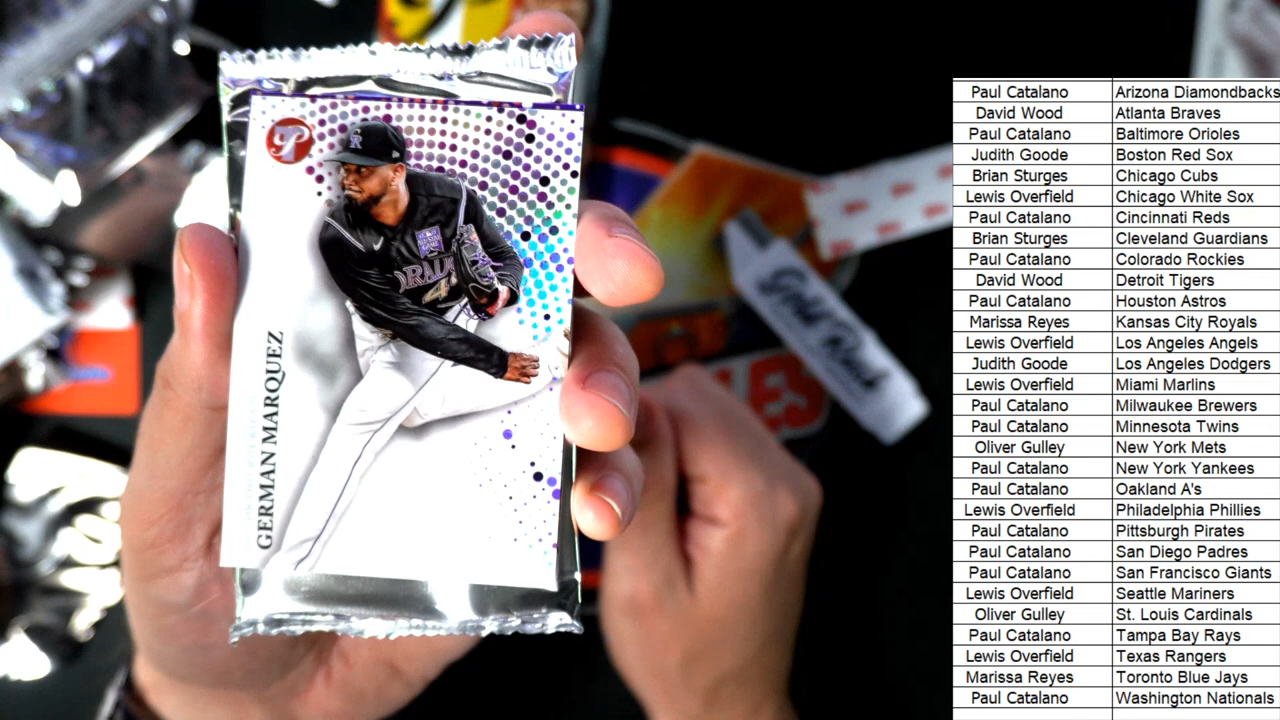 P
CR
GERMAN MARQUEZ
Paul Catalano Arizona Diamondbacks
David Wood Atlanta Braves
Paul Catalano Baltimore Orioles
Judith Goode Boston Red Sox
Brian Sturges Chicago Cubs
Lewis Overfield Chicago White Sox
Paul Catalano Cincinnati Reds
Brian Sturges Cleveland Guardians
Paul Catalano Colorado Rockies
David Wood Detroit Tigers
Paul Catalano Houston Astros
Marissa Reyes Kansas City Royals
Lewis Overfield Los Angeles Angels
Judith Goode Los Angeles Dodgers
Lewis Overfield Miami Marlins
Paul Catalano Milwaukee Brewers
Paul Catalano Minnesota Twins
Oliver Gulley New York Mets
Paul Catalano New York Yankees
Paul Catalano Oakland A's
Lewis Overfield Philadelphia Phillies
Paul Catalano Pittsburgh Pirates
Paul Catalano San Diego Padres
Paul Catalano San Francisco Giants
Lewis Overfield Seattle Mariners
Oliver Gulley St. Louis Cardinals
Paul Catalano Tampa Bay Rays
Lewis Overfield Texas Rangers
Marissa Reyes Toronto Blue Jays
Paul Catalano Washington Nationals